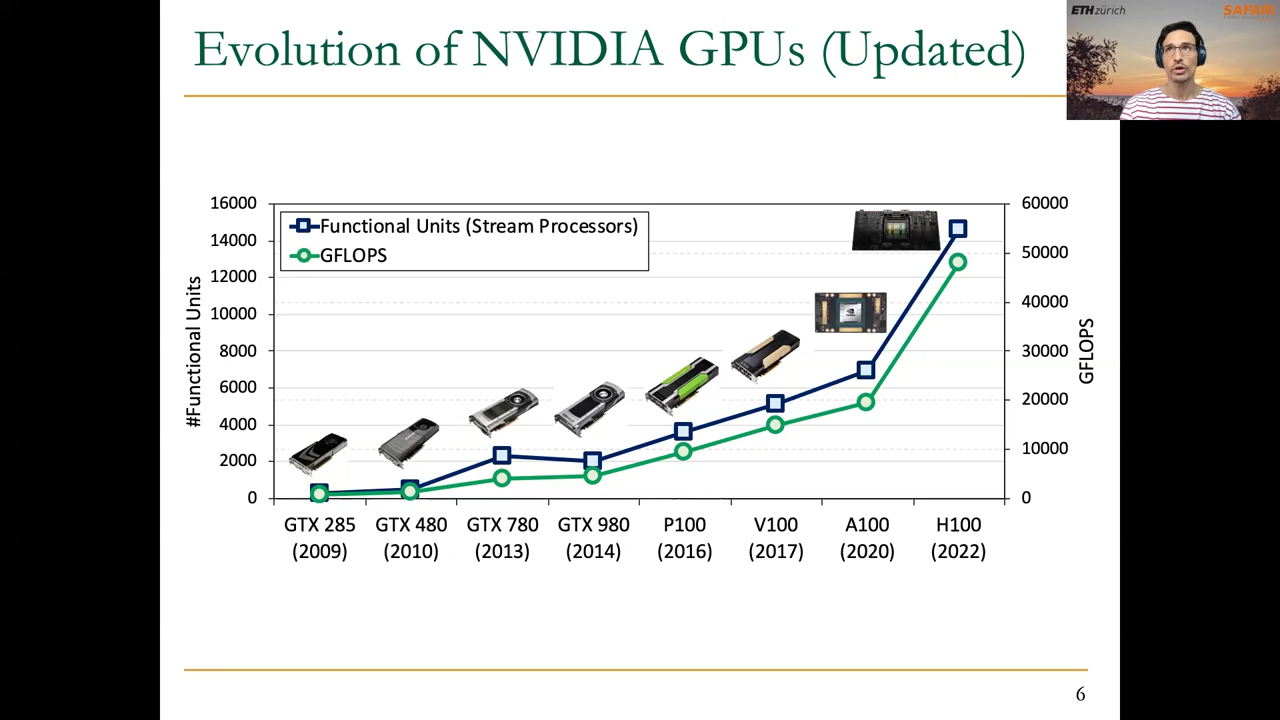 Evolution of NVIDIA GPUs (Updated)
ETH zürich
SAFARI
16000
14000
12000
10000
8000
6000
4000
2000
0
#Functional Units
Functional Units (Stream Processors)
GFLOPS
60000
50000
40000
30000
20000
10000
0
GFLOPS
GTX 285 GTX 480 GTX 780 GTX 980 P100 V100 A100 H100
(2009) (2010) (2013) (2014) (2016) (2017) (2020) (2022)
6